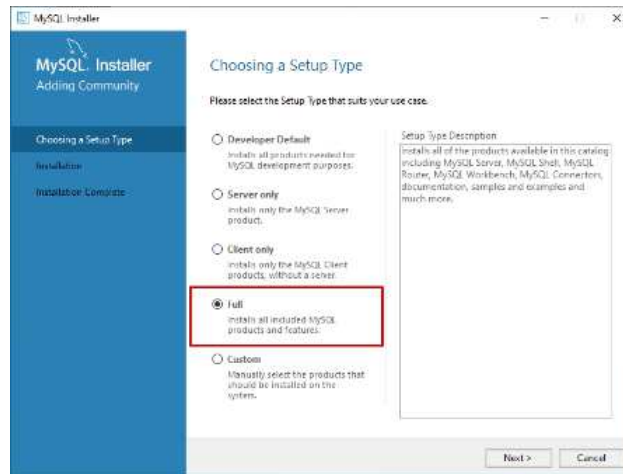 MySQL Installer
MySQL. Installer
Adding Community
Choosing a Setup Type
Installation
Installation Complete
Choosing a Setup Type
Please select the Setup Type that suits your use case.
Developer Default
Installs all products needed for
MySQL development purposes.
Server only
Installs only the MySQL Server
product.
Client only
Installs only the MySQL Client
products, without a server.
Full
Installs all included MySQL
products and features.
Custom
Manually select the products that
should be installed on the
system.
Setup Type Description
Installs all of the products available in this catalog
including MySQL Server, MySQL Shell, MySQL
Router, MySQL Workbench, MySQL Connectors,
documentation, samples and examples and
much more.
Next >
Cancel